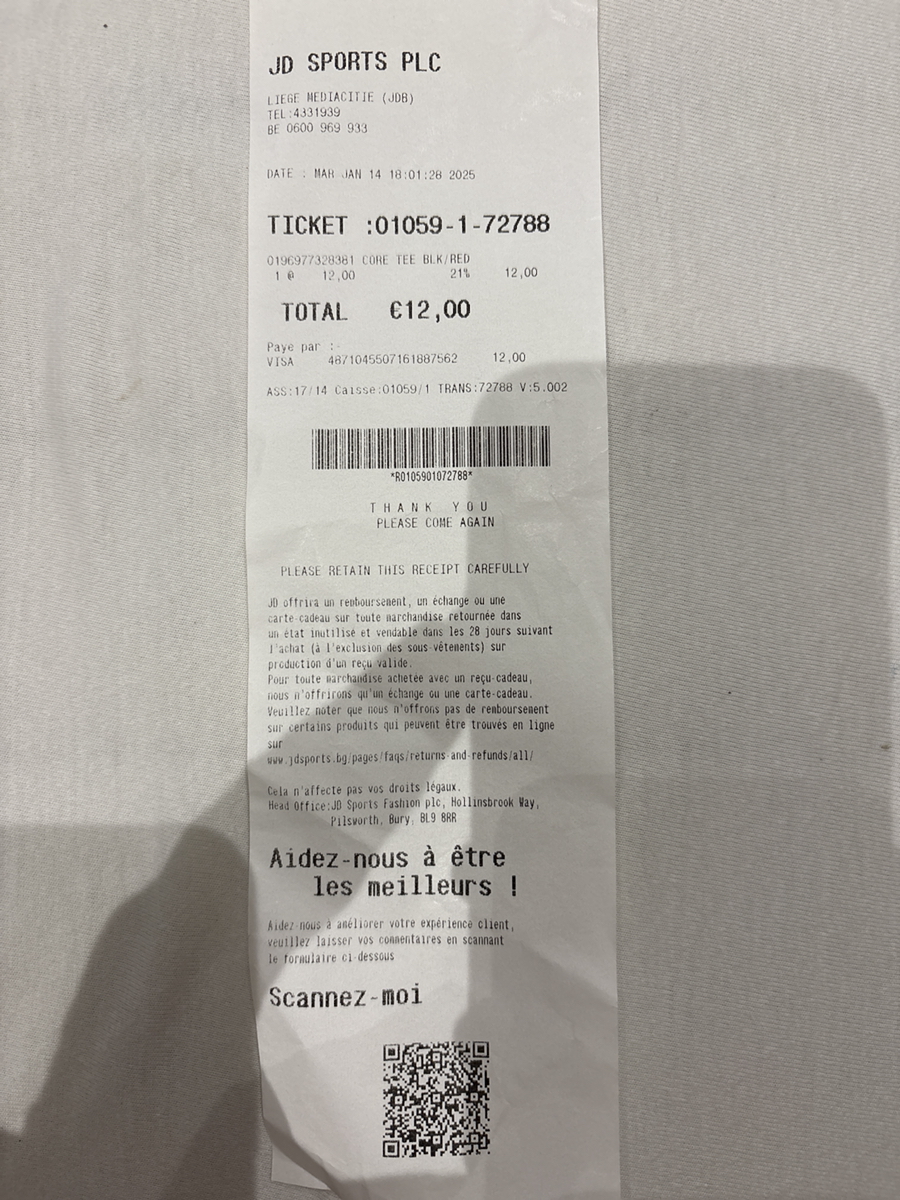 JD SPORTS PLC
LIEGE MEDIACITIE (JDB)
TEL:4331939
BE 0600 969 933
DATE : MAR JAN 14 18:01:28 2025
TICKET :01059-1-72788
0196977328381 CORE TEE BLK/RED
1 @ 12,00 21% 12,00
TOTAL €12,00
Paye par :-
VISA 4871045507161887562 12,00
ASS:17/14 Caisse:01059/1 TRANS:72788 V:5.002
*R0105901072788*
THANK YOU
PLEASE COME AGAIN
PLEASE RETAIN THIS RECEIPT CAREFULLY
JD offrira un remboursement, un échange ou une
carte-cadeau sur toute marchandise retournée dans
un état inutilisé et vendable dans les 28 jours suivant
l'achat (à l'exclusion des sous-vêtements) sur
production d'un reçu valide.
Pour toute marchandise achetée avec un reçu-cadeau,
nous n'offrirons qu'un échange ou une carte-cadeau.
Veuillez noter que nous n'offrons pas de remboursement
sur certains produits qui peuvent être trouvés en ligne
sur
www.jdsports.bg/pages/faqs/returns-and-refunds/all/
Cela n'affecte pas vos droits légaux.
Head Office:JD Sports Fashion plc, Hollinsbrook Way,
Pilsworth, Bury, BL9 8RR
Aidez-nous à être
les meilleurs !
Aidez-nous à améliorer votre expérience client,
veuillez laisser vos commentaires en scannant
le formulaire ci-dessous
Scannez-moi